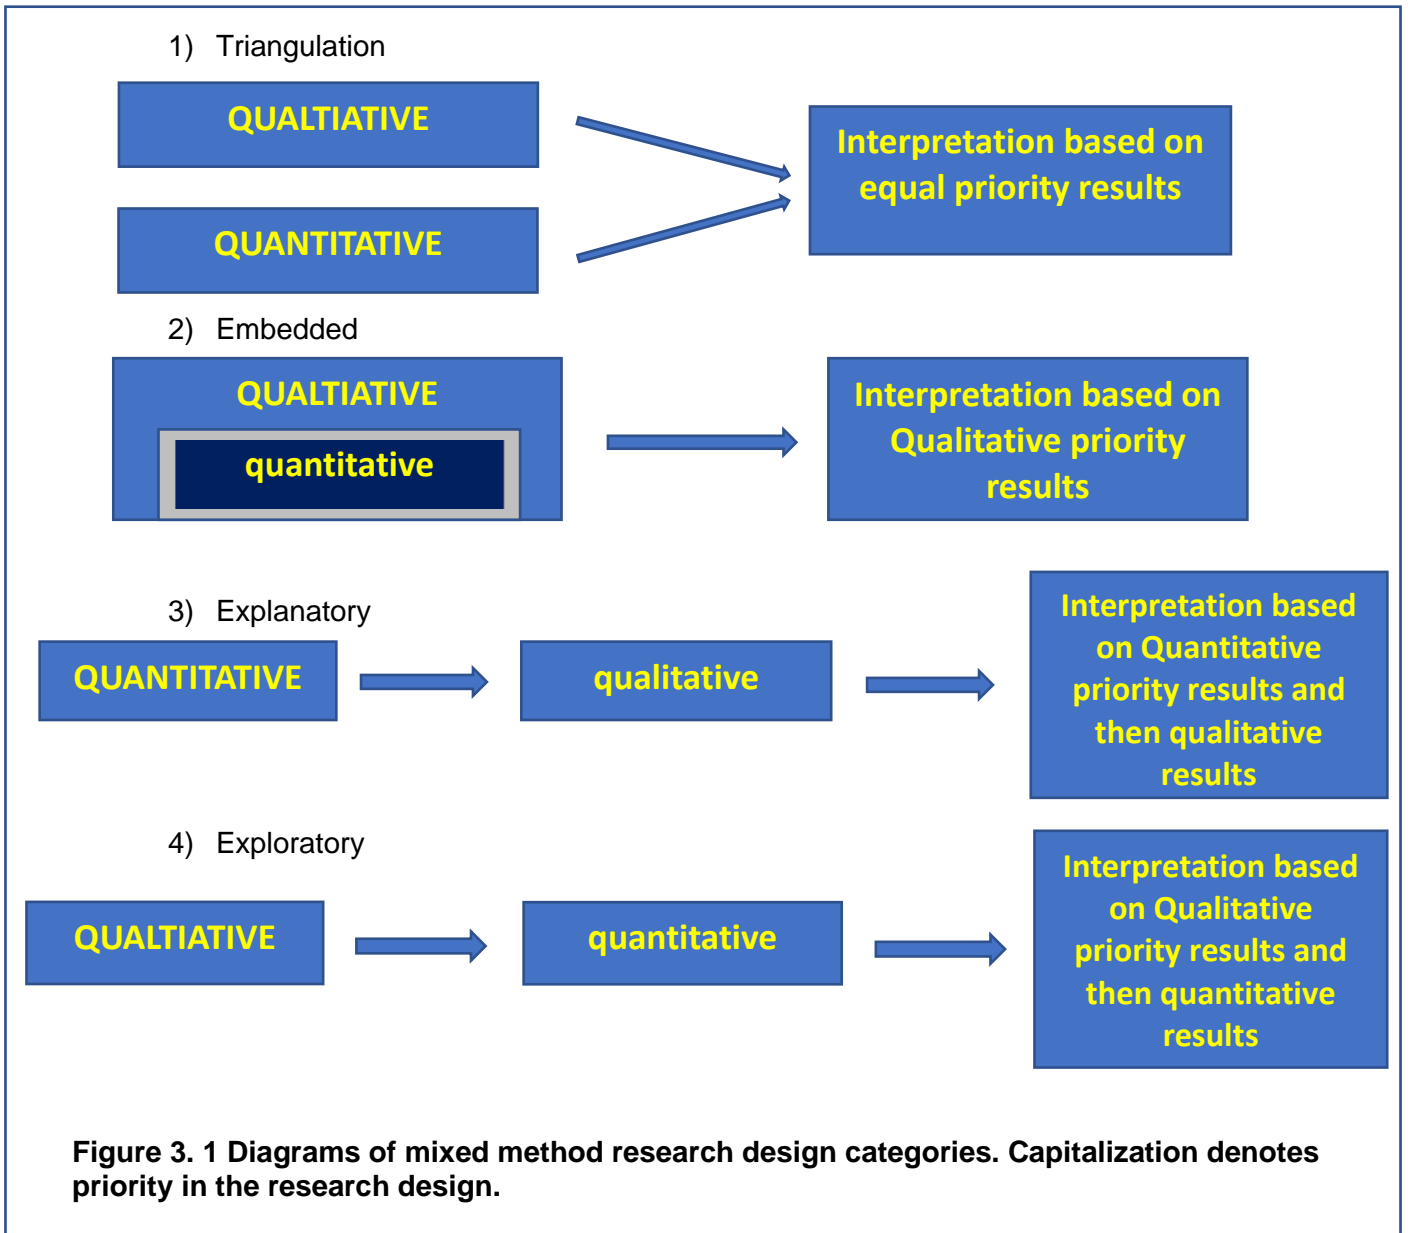 1) Triangulation
QUALTIATIVE
QUANTITATIVE
Interpretation based on
equal priority results
2) Embedded
QUALTIATIVE
quantitative
Interpretation based on
Qualitative priority
results
3) Explanatory
QUANTITATIVE
qualitative
Interpretation based
on Quantitative
priority results and
then qualitative
results
4) Exploratory
QUALTIATIVE
quantitative
Interpretation based
on Qualitative
priority results and
then quantitative
results
Figure 3. 1 Diagrams of mixed method research design categories. Capitalization denotes
priority in the research design.